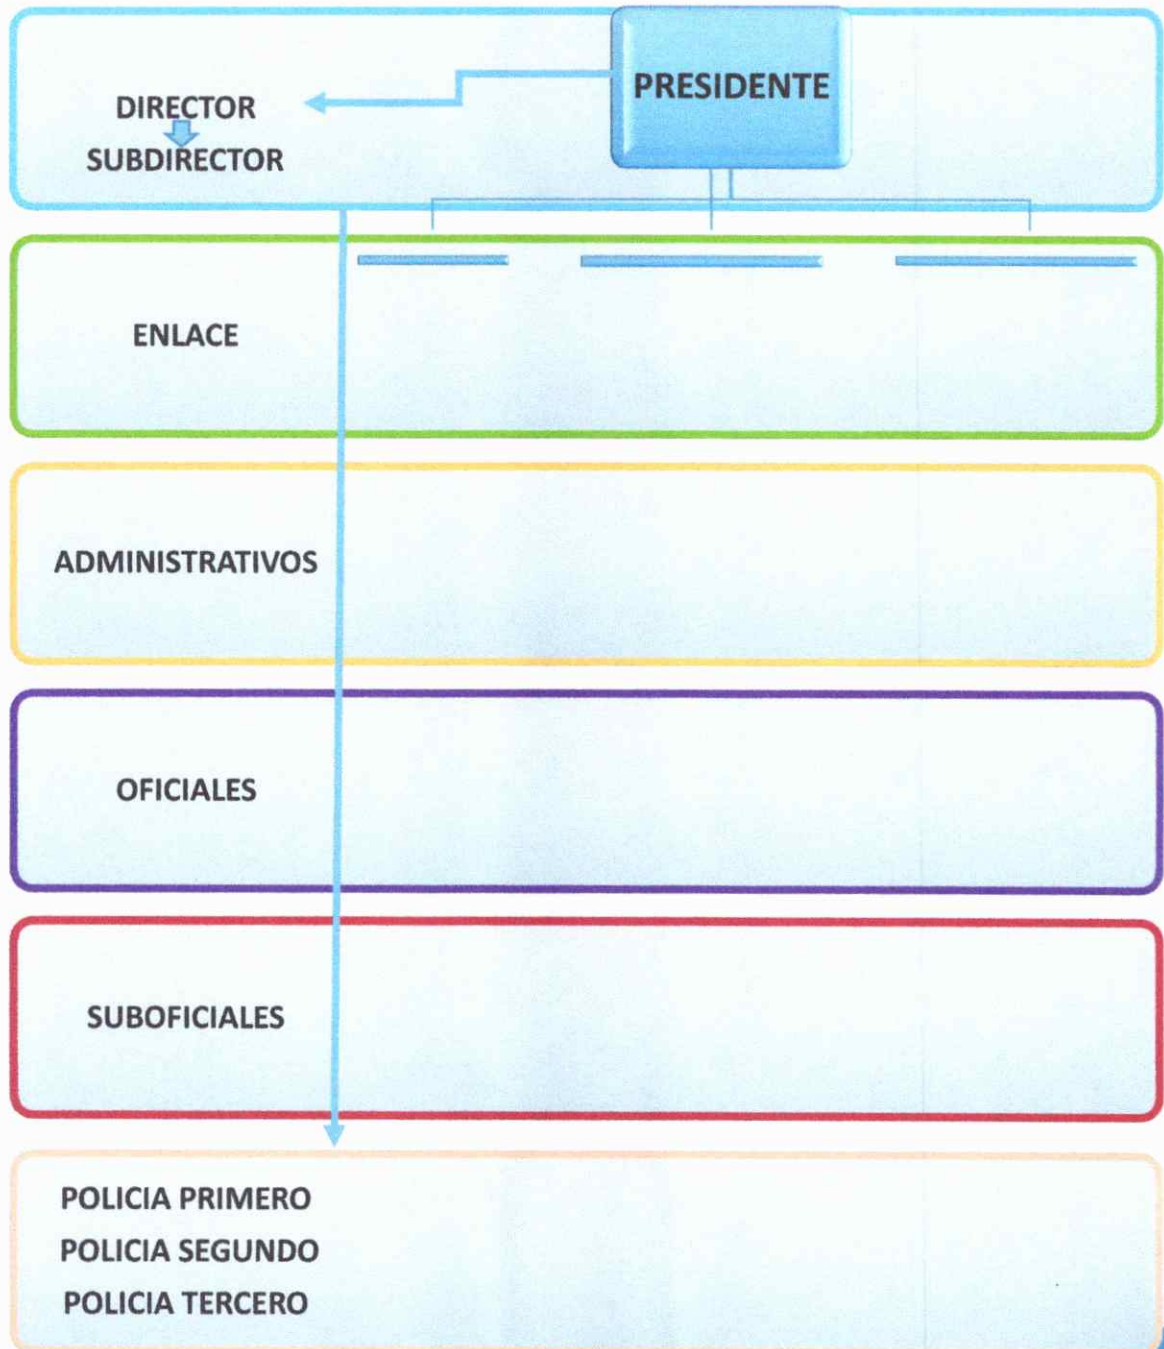 PRESIDENTE
DIRECTOR
SUBDIRECTOR
ENLACE
ADMINISTRATIVOS
OFICIALES
SUBOFICIALES
POLICIA PRIMERO
POLICIA SEGUNDO
POLICIA TERCERO